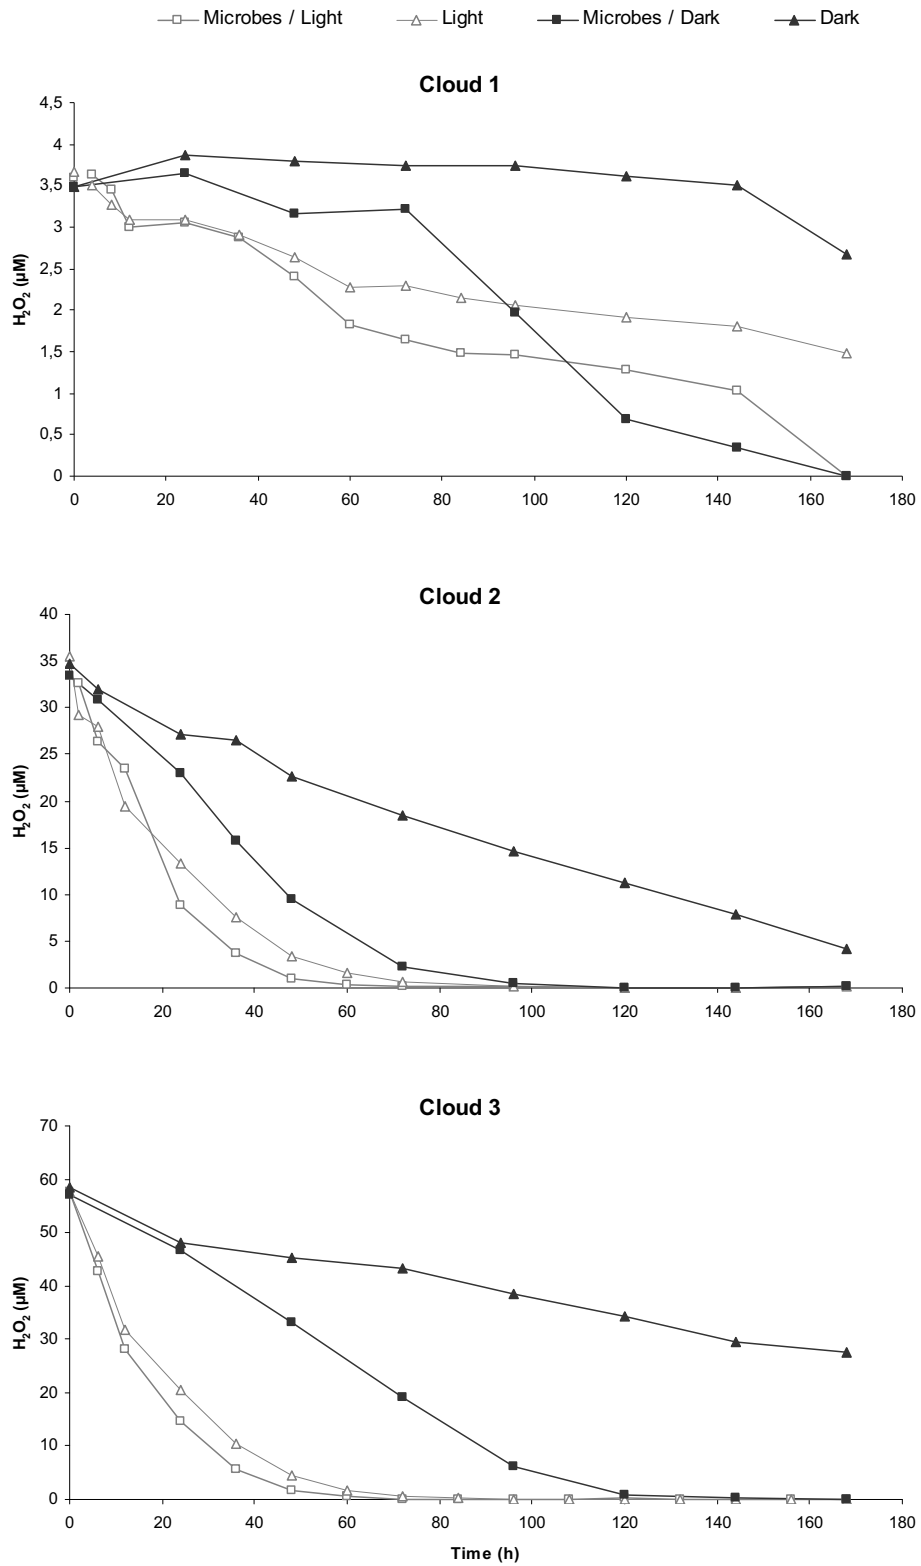 Microbes / Light Light Microbes / Dark Dark
Cloud 1
4,5
4
3,5
3
2,5
2
1,5
1
0,5
0
H₂O₂ (µM)
0 20 40 60 80 100 120 140 160 180
Cloud 2
40
35
30
25
20
15
10
5
0
H₂O₂ (µM)
0 20 40 60 80 100 120 140 160 180
Cloud 3
70
60
50
40
30
20
10
0
H₂O₂ (µM)
0 20 40 60 80 100 120 140 160 180
Time (h)